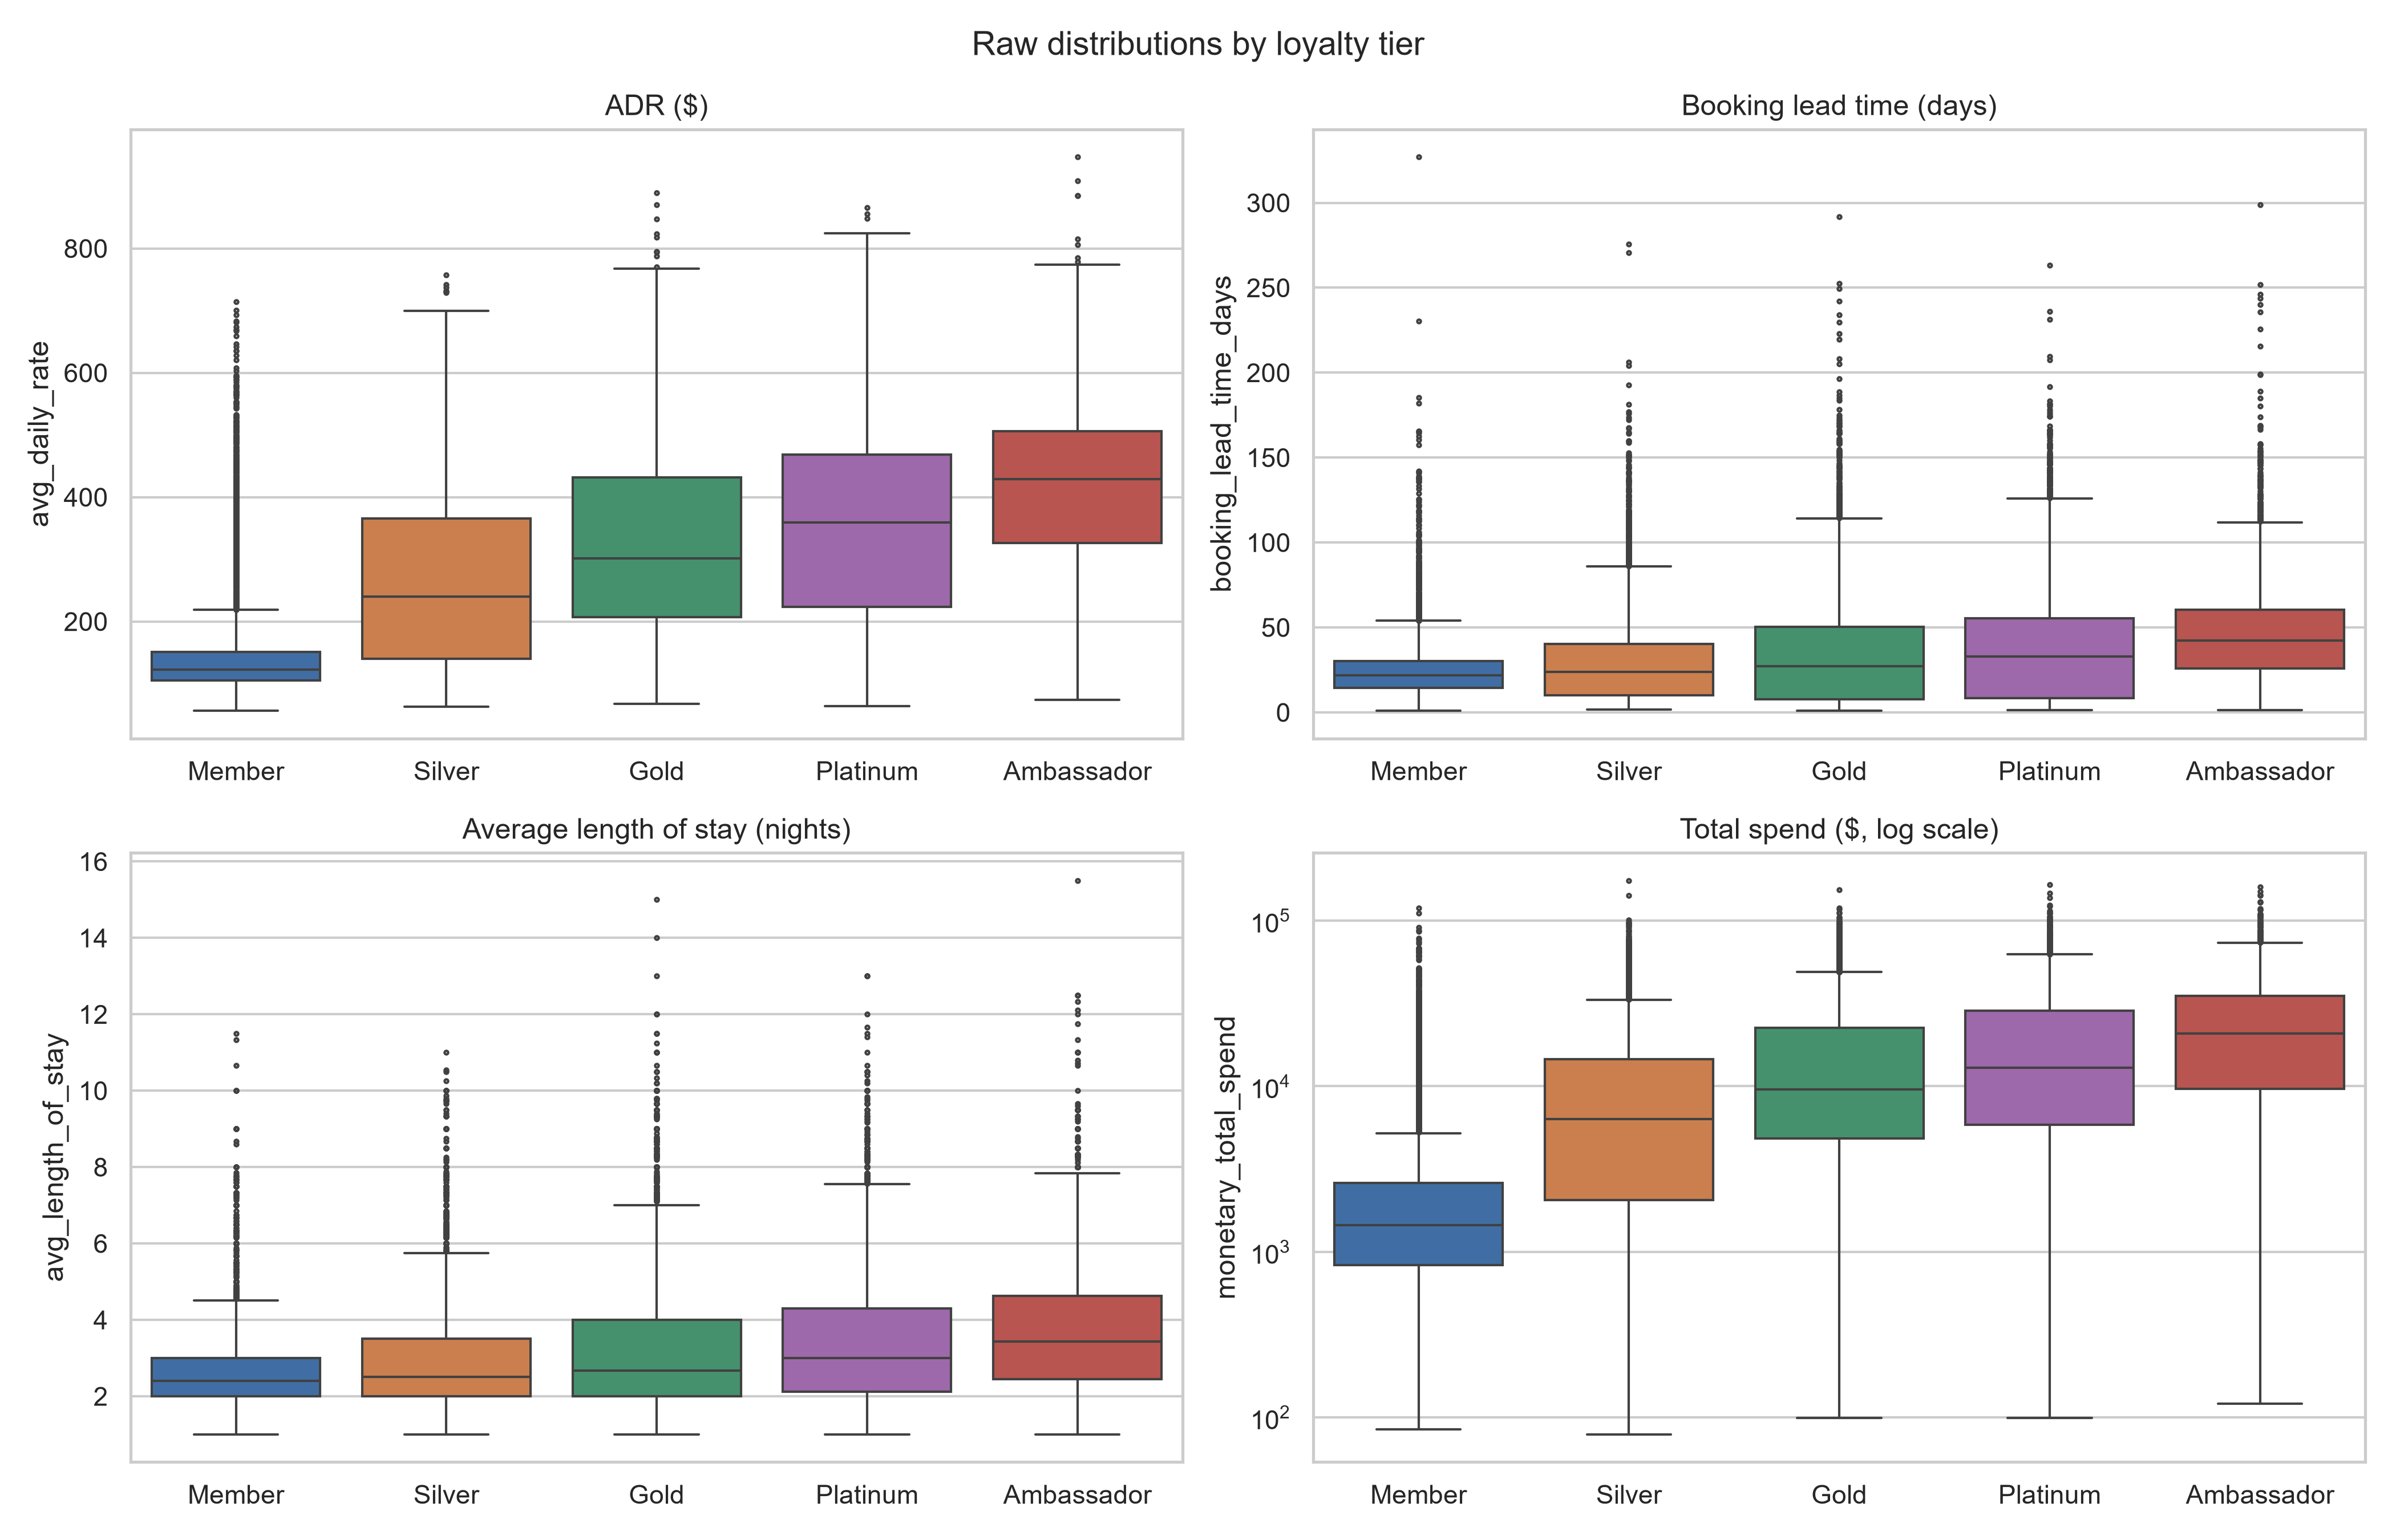 Raw distributions by loyalty tier
ADR ($)
avg_daily_rate
800
600
400
200
Member Silver Gold Platinum Ambassador
Booking lead time (days)
booking_lead_time_days
300
250
200
150
100
50
0
Member Silver Gold Platinum Ambassador
Average length of stay (nights)
avg_length_of_stay
16
14
12
10
8
6
4
2
Member Silver Gold Platinum Ambassador
Total spend ($, log scale)
monetary_total_spend
10⁵
10⁴
10³
10²
Member Silver Gold Platinum Ambassador